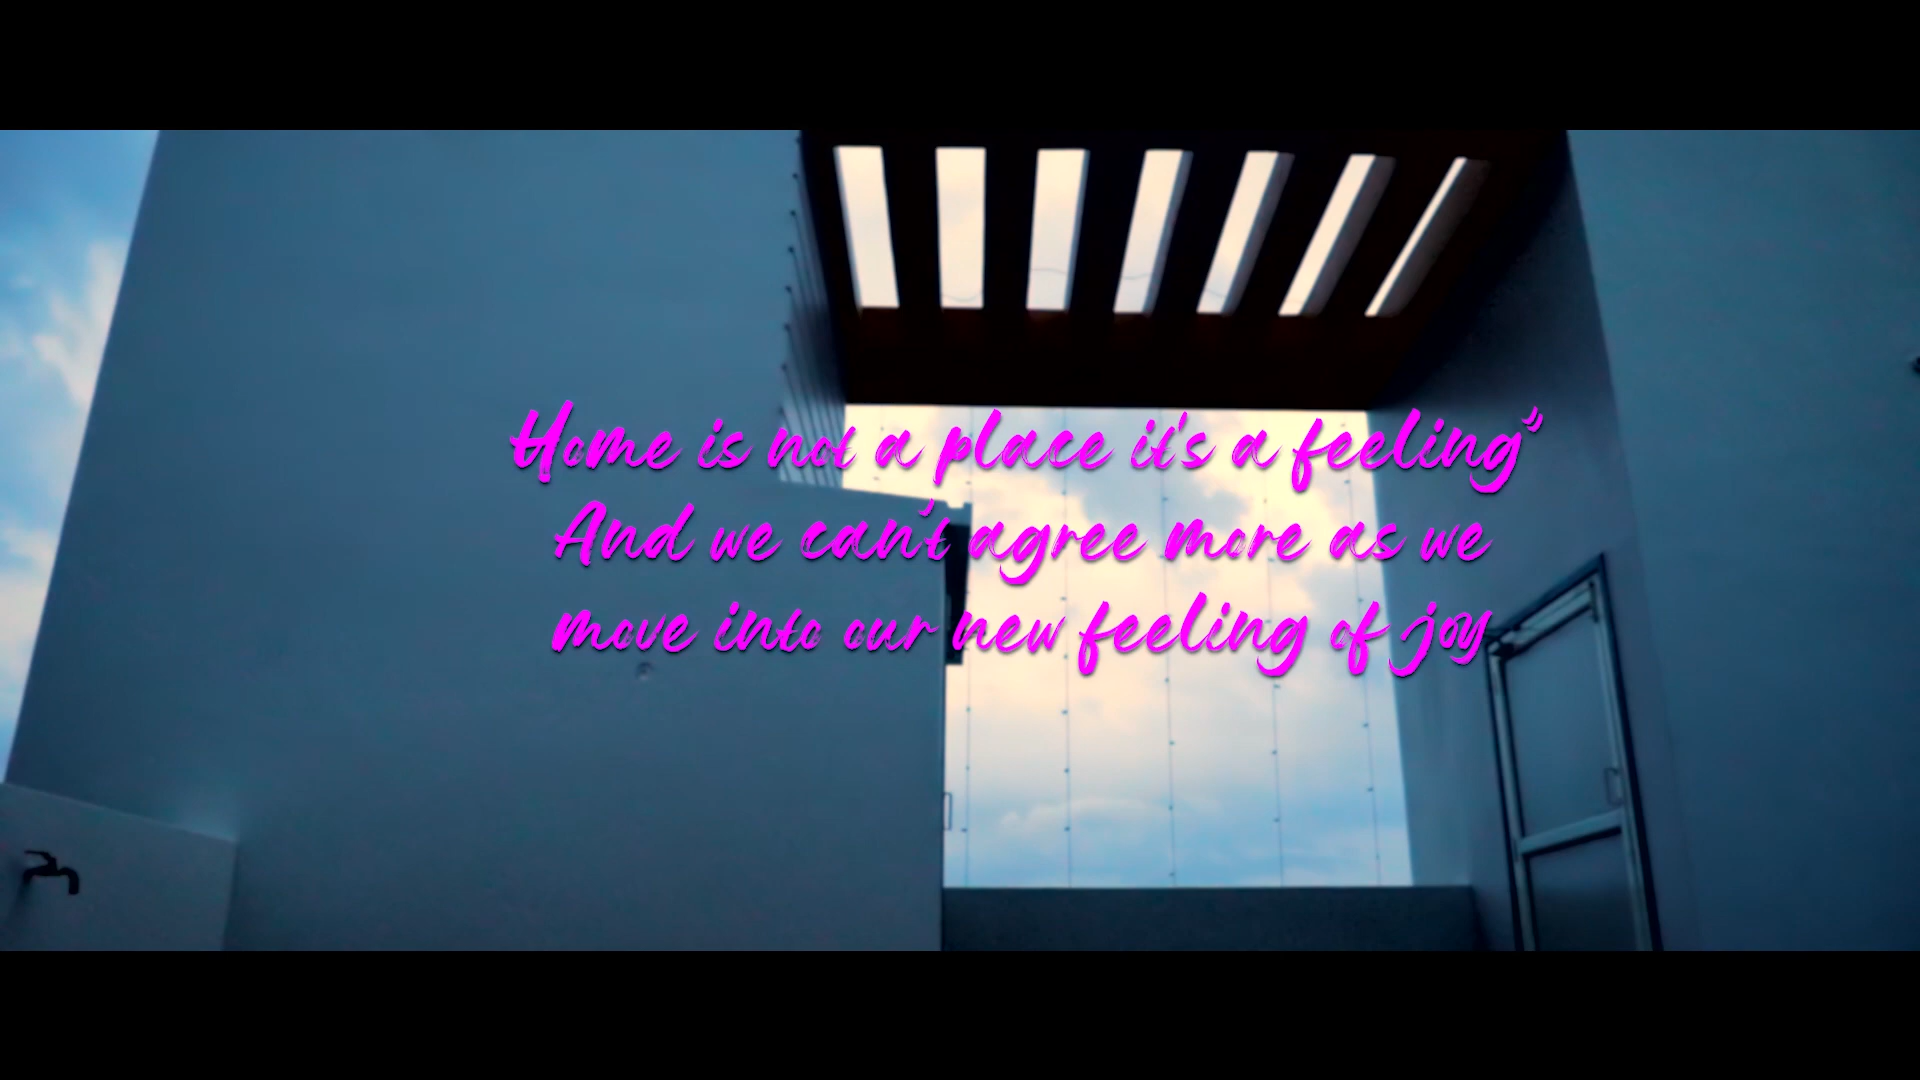 Home is not a place it's a feeling"
And we can't agree more as we
move into our new feeling of joy